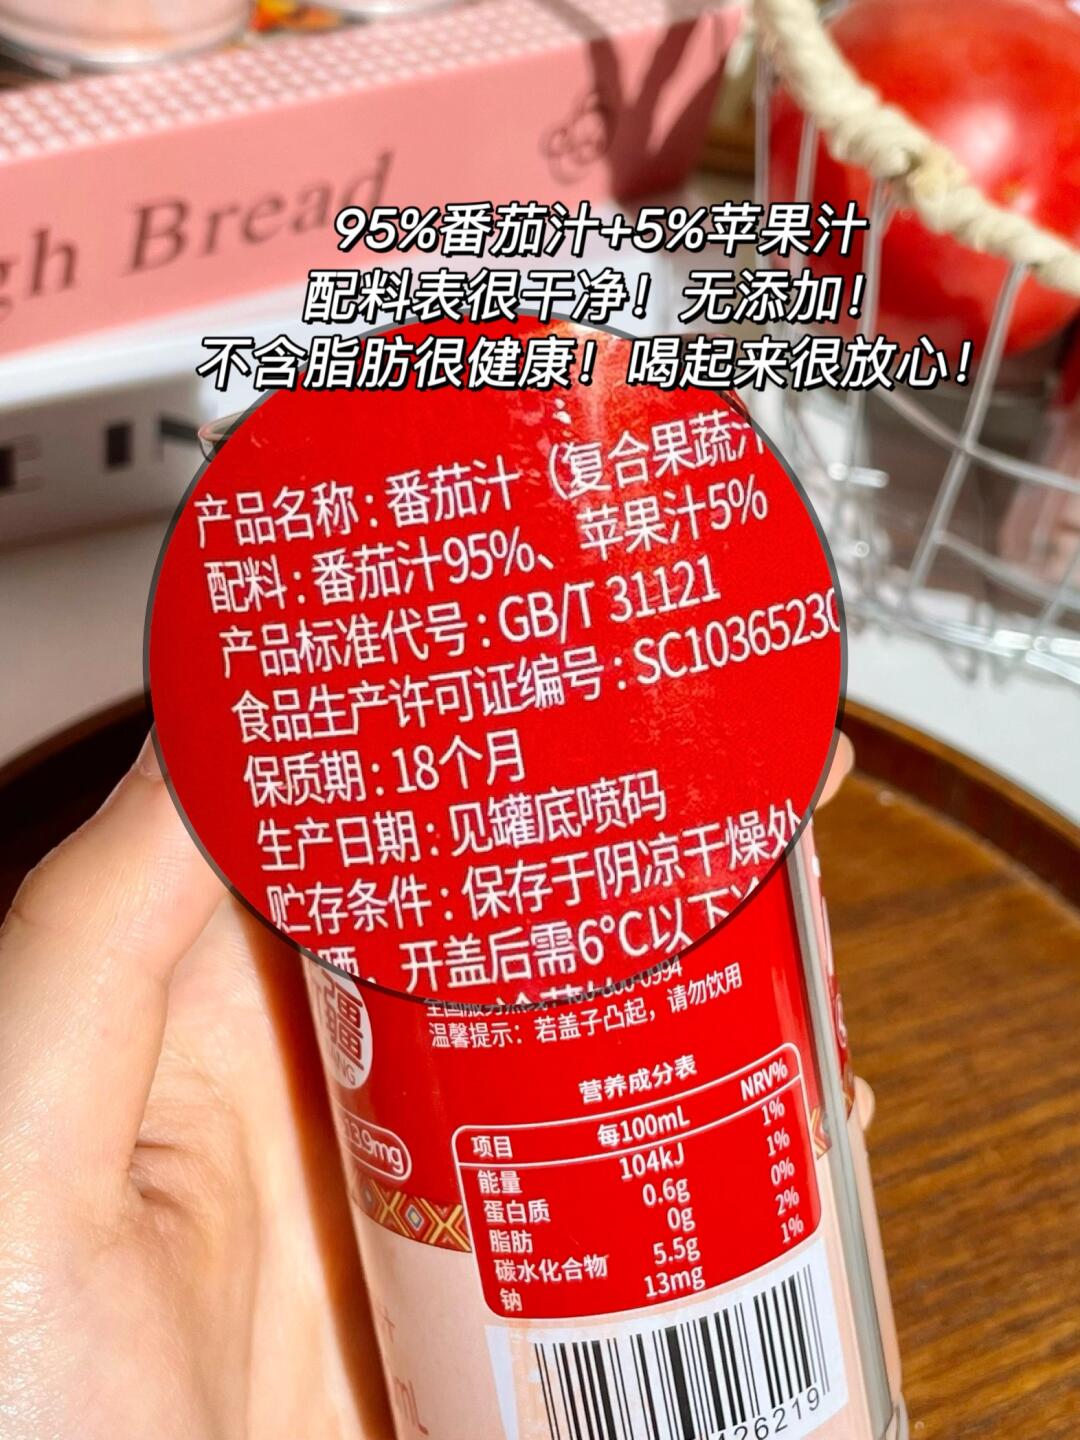 gh Bread
95%番茄汁+5%苹果汁
配料表很干净！无添加！
不含脂肪很健康！喝起来很放心！
产品名称：番茄汁（复合果蔬汁
配料：番茄汁95%、苹果汁5%
产品标准代号：GB/T 31121
食品生产许可证编号：SC10365230
保质期：18个月
生产日期：见罐底喷码
贮存条件：保存于阴凉干燥处
晒，开盖后需6°C以下冷
温馨提示：若盖子凸起，请勿饮用
疆
13.9mg
营养成分表
项目 每100mL NRV%
能量 104kJ 1%
蛋白质 0.6g 1%
脂肪 0g 0%
碳水化合物 5.5g 2%
钠 13mg 1%
汁
mL
426219